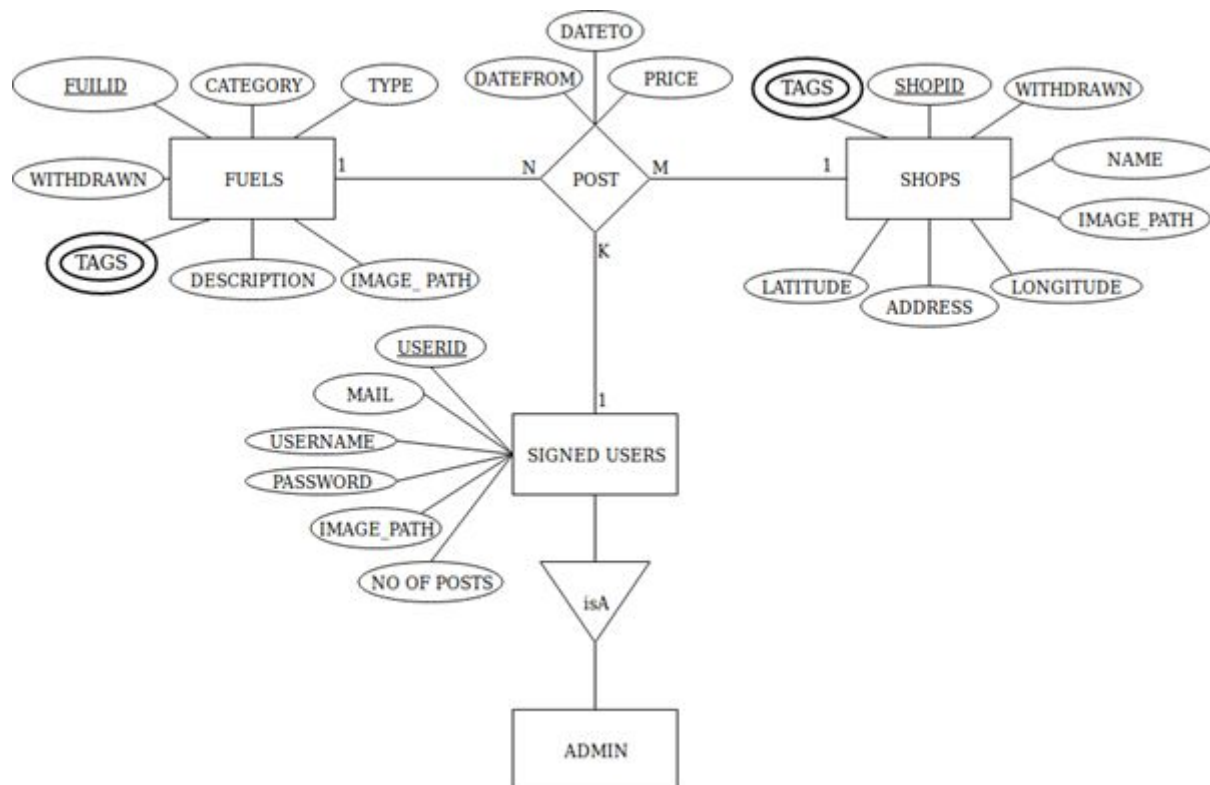 DATETO
DATEFROM
PRICE
FUILID
CATEGORY
TYPE
TAGS
SHOPID
WITHDRAWN
WITHDRAWN
FUELS
1
N
POST
M
1
SHOPS
NAME
IMAGE_PATH
TAGS
DESCRIPTION
IMAGE_ PATH
K
LATITUDE
ADDRESS
LONGITUDE
USERID
MAIL
USERNAME
PASSWORD
IMAGE_PATH
NO OF POSTS
1
SIGNED USERS
isA
ADMIN